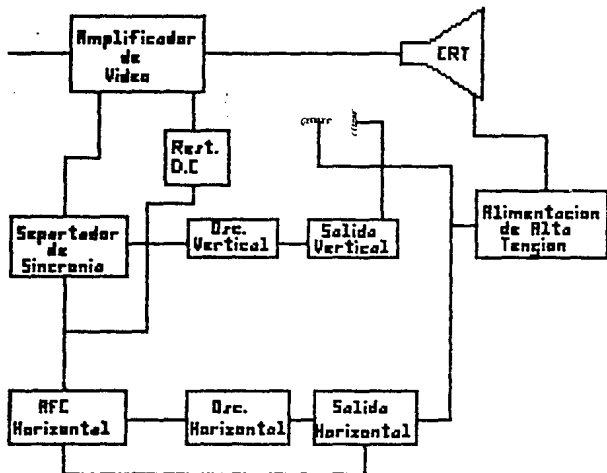 Amplificador
de
Video
CRT
Rest.
D.C
Separtador
de
Sincronia
Osc.
Vertical
Salida
Vertical
Alimentacion
de Alta
Tension
AFC
Horizontal
Osc.
Horizontal
Salida
Horizontal